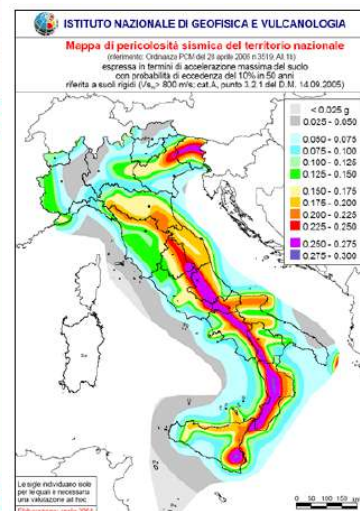 ISTITUTO NAZIONALE DI GEOFISICA E VULCANOLOGIA
Mappa di pericolosità sismica del territorio nazionale
(riferimento: Ordinanza PCM del 28 aprile 2006 n.3519, All.1b)
espressa in termini di accelerazione massima del suolo
con probabilità di eccedenza del 10% in 50 anni
riferita a suoli rigidi (Vs₃₀> 800 m/s; cat.A, punto 3.2.1 del D.M. 14.09.2005)
< 0.025 g
0.025 - 0.050
0.050 - 0.075
0.075 - 0.100
0.100 - 0.125
0.125 - 0.150
0.150 - 0.175
0.175 - 0.200
0.200 - 0.225
0.225 - 0.250
0.250 - 0.275
0.275 - 0.300
Le sigle individuano isole
per le quali è necessaria
una valutazione ad hoc
Elaborazione: aprile 2004
0 50 100 150